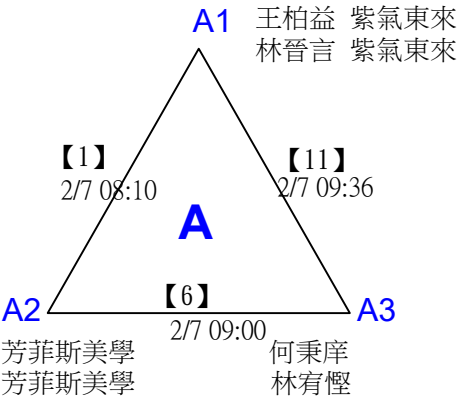 A1
王柏益 紫氣東來
林晉言 紫氣東來
【1】
2/7 08:10
【11】
2/7 09:36
A
【6】
2/7 09:00
A2
A3
芳菲斯美學
芳菲斯美學
何秉庠
林宥慳